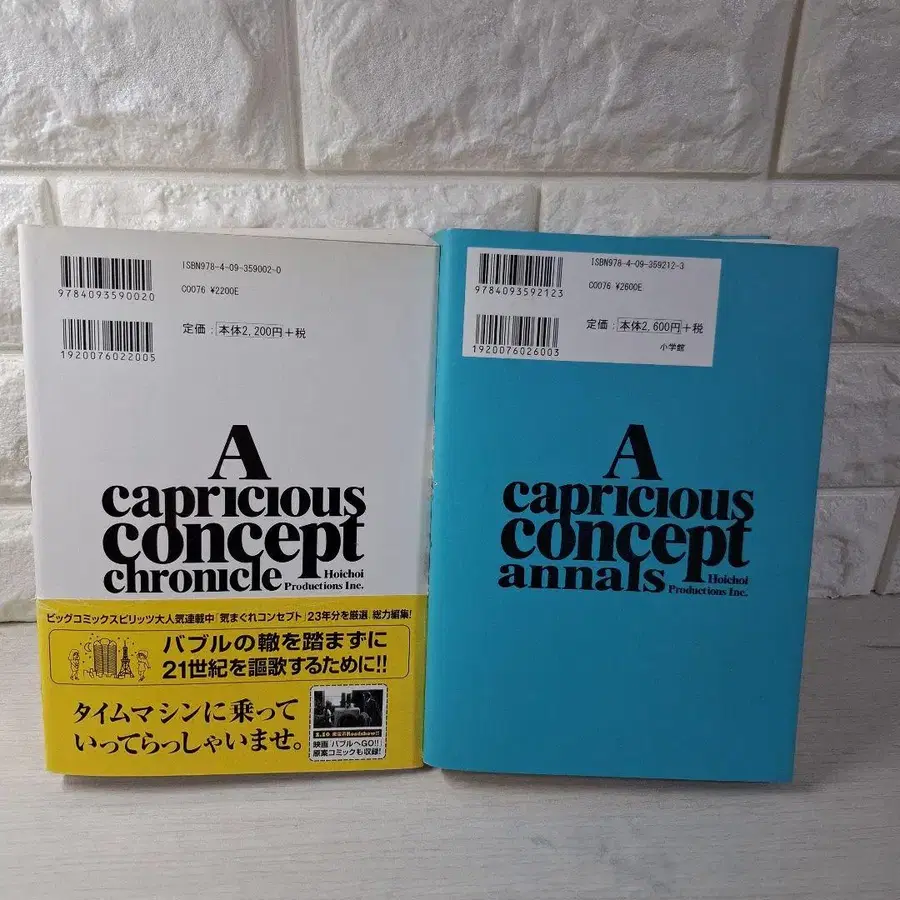 ISBN978-4-09-359002-0
C0076 ¥2200E
9784093590020
定価：本体2,200円+税
1920076022005
A
capricious
concept
chronicle
Hoichoi
Productions Inc.
ビッグコミックスピリッツ大人気連載中「気まぐれコンセプト」23年分を厳選、総力編集!
バブルの轍を踏まずに
21世紀を謳歌するために!!
タイムマシンに乗って
いってらっしゃいませ。
映画「バブルへGO!!」
原案コミックも収録!
ISBN978-4-09-359212-3
C0076 ¥2600E
9784093592123
定価：本体2,600円+税
1920076026003
小学館
A
capricious
concept
annals
Hoichoi
Productions Inc.